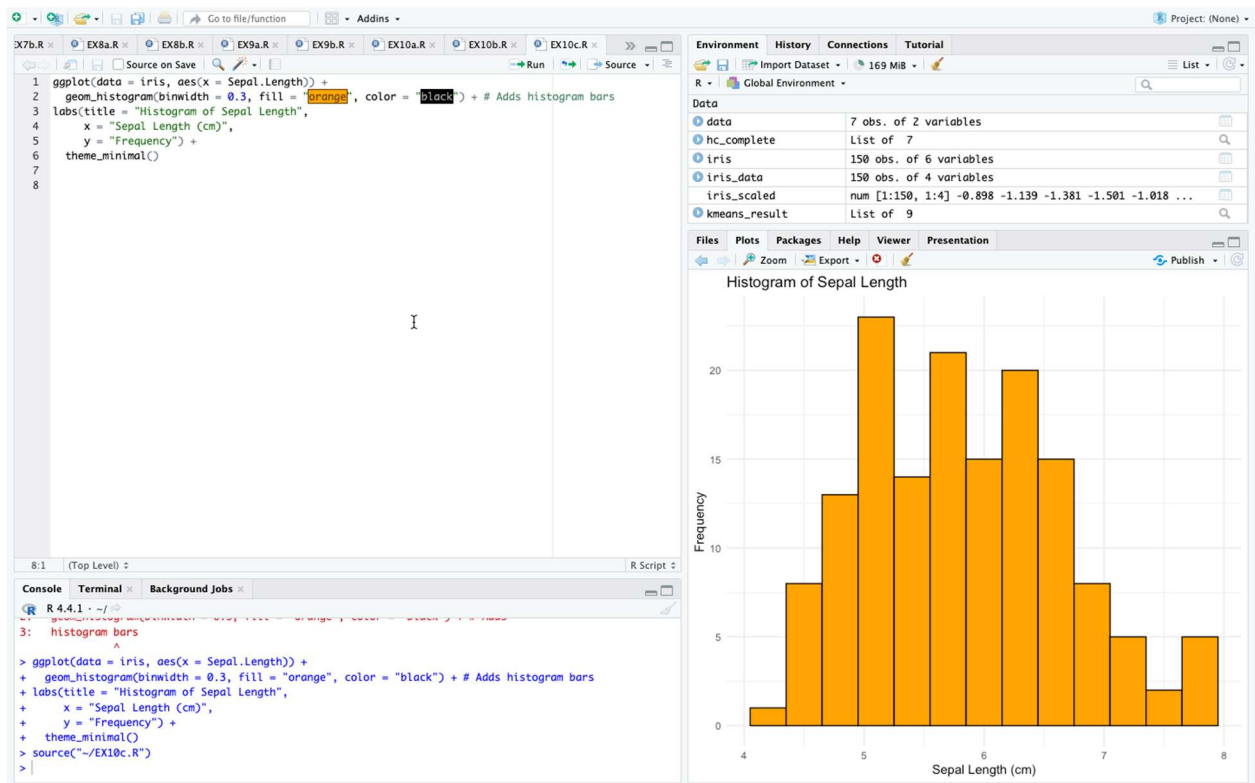 Go to file/function
Addins
Project: (None)
X7b.R
EX8a.R
EX8b.R
EX9a.R
EX9b.R
EX10a.R
EX10b.R
EX10c.R
Source on Save
Run
Source
1 ggplot(data = iris, aes(x = Sepal.Length)) +
2 geom_histogram(binwidth = 0.3, fill = "orange", color = "black") + # Adds histogram bars
3 labs(title = "Histogram of Sepal Length",
4 x = "Sepal Length (cm)",
5 y = "Frequency") +
6 theme_minimal()
7
8
8:1 (Top Level) R Script
Console Terminal Background Jobs
R 4.4.1 · ~/
3: histogram bars
^
> ggplot(data = iris, aes(x = Sepal.Length)) +
+ geom_histogram(binwidth = 0.3, fill = "orange", color = "black") + # Adds histogram bars
+ labs(title = "Histogram of Sepal Length",
+ x = "Sepal Length (cm)",
+ y = "Frequency") +
+ theme_minimal()
> source("~/EX10c.R")
>
Environment History Connections Tutorial
Import Dataset 169 MiB List
R Global Environment
Data
data 7 obs. of 2 variables
hc_complete List of 7
iris 150 obs. of 6 variables
iris_data 150 obs. of 4 variables
iris_scaled num [1:150, 1:4] -0.898 -1.139 -1.381 -1.501 -1.018 ...
kmeans_result List of 9
Files Plots Packages Help Viewer Presentation
Zoom Export Publish
Histogram of Sepal Length
Frequency
20
15
10
5
0
4 5 6 7 8
Sepal Length (cm)